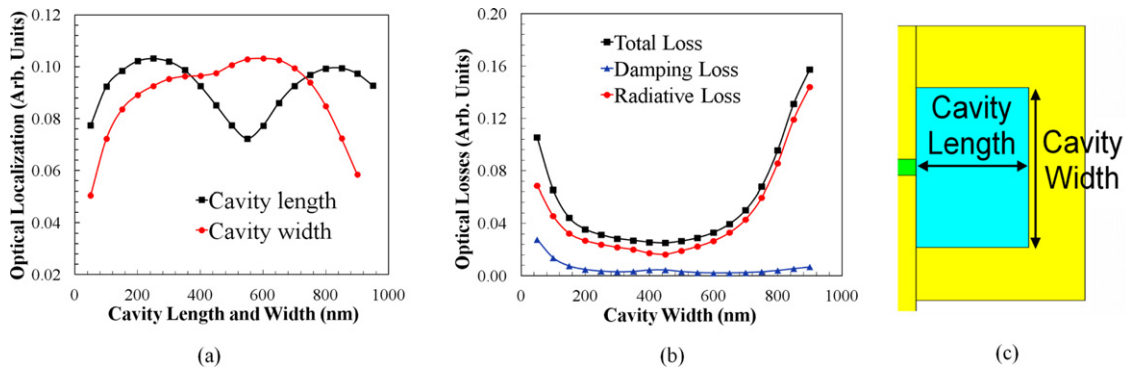 Optical Localization (Arb. Units)
0.12
0.10
0.08
0.06
0.04
0.02
Cavity length
Cavity width
0
200
400
600
800
1000
Cavity Length and Width (nm)
(a)
Optical Losses (Arb. Units)
0.20
0.16
0.12
0.08
0.04
0.00
Total Loss
Damping Loss
Radiative Loss
0
200
400
600
800
1000
Cavity Width (nm)
(b)
Cavity
Length
Cavity
Width
(c)